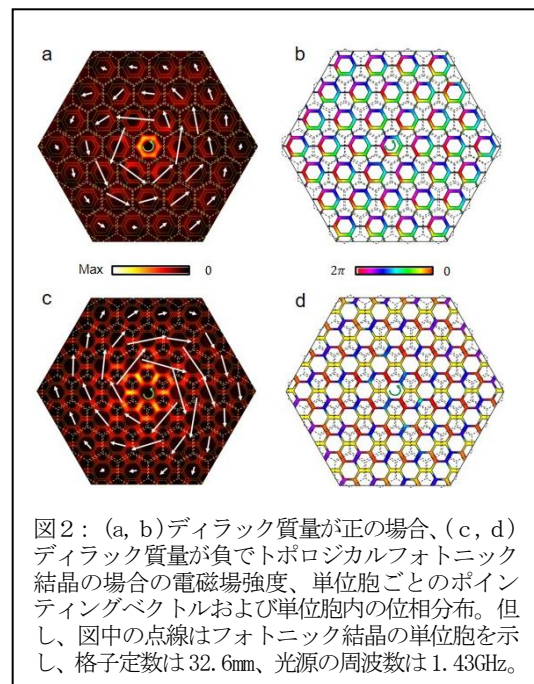 a
b
Max 0
2π 0
c
d
図2：(a, b)ディラック質量が正の場合、(c, d)
ディラック質量が負でトポロジカルフォトニック
結晶の場合の電磁場強度、単位胞ごとのポイン
ティングベクトルおよび単位胞内の位相分布。但
し、図中の点線はフォトニック結晶の単位胞を示
し、格子定数は32.6mm、光源の周波数は1.43GHz。